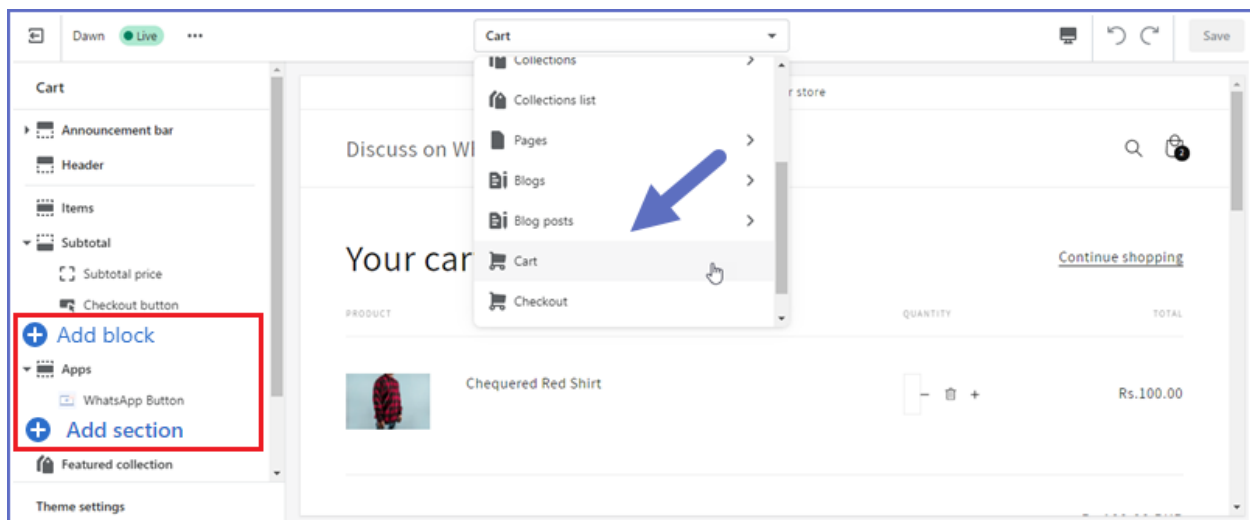 Dawn
Live
Cart
Save
Cart
Announcement bar
Header
Items
Subtotal
Subtotal price
Checkout button
Add block
Apps
WhatsApp Button
Add section
Featured collection
Theme settings
Collections
Collections list
Pages
Blogs
Blog posts
Cart
Checkout
store
Discuss on
2
Your car
Continue shopping
PRODUCT
QUANTITY
TOTAL
Chequered Red Shirt
Rs.100.00